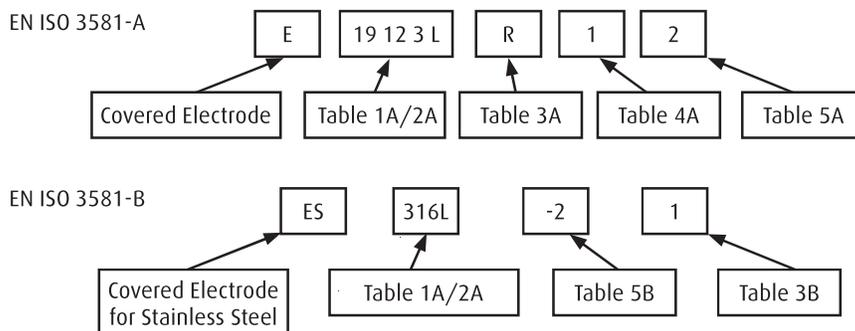 EN ISO 3581-A
E 19 12 3 L R 1 2
Covered Electrode Table 1A/2A Table 3A Table 4A Table 5A
EN ISO 3581-B
ES 316L -2 1
Covered Electrode
for Stainless Steel
Table 1A/2A Table 5B Table 3B